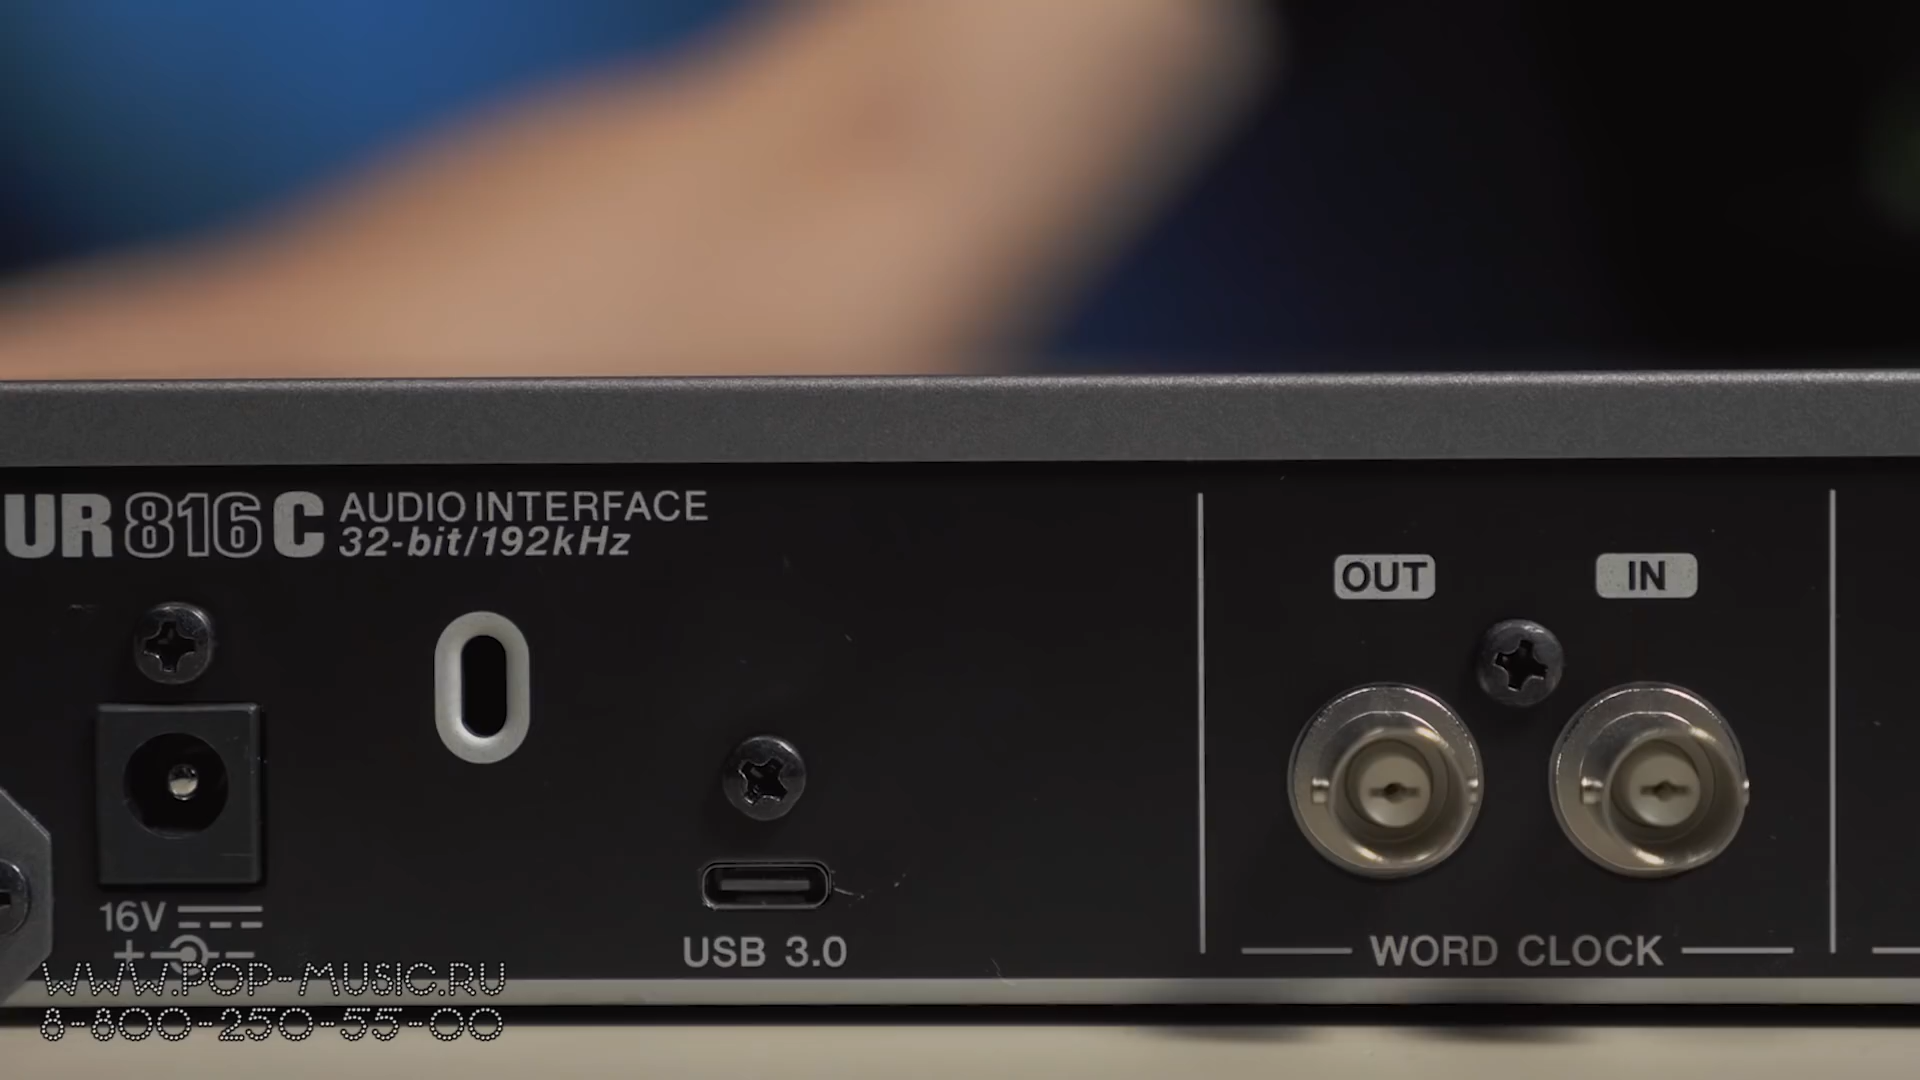 UR816C AUDIO INTERFACE
32-bit/192kHz
OUT
IN
16V
USB 3.0
WORD CLOCK
WWW.POP-MUSIC.RU
8-800-250-55-00